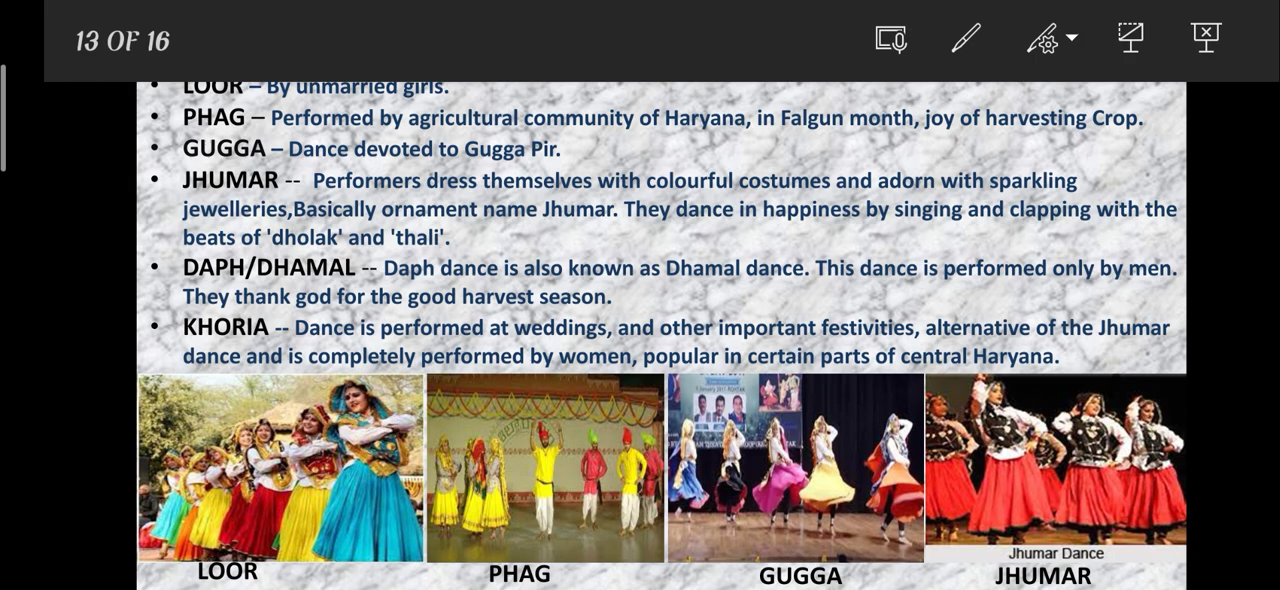 13 OF 16
• LOOR – By unmarried girls.
• PHAG – Performed by agricultural community of Haryana, in Falgun month, joy of harvesting Crop.
• GUGGA – Dance devoted to Gugga Pir.
• JHUMAR -- Performers dress themselves with colourful costumes and adorn with sparkling
jewelleries,Basically ornament name Jhumar. They dance in happiness by singing and clapping with the
beats of 'dholak' and 'thali'.
• DAPH/DHAMAL -- Daph dance is also known as Dhamal dance. This dance is performed only by men.
They thank god for the good harvest season.
• KHORIA -- Dance is performed at weddings, and other important festivities, alternative of the Jhumar
dance and is completely performed by women, popular in certain parts of central Haryana.
Jhumar Dance
LOOR PHAG GUGGA JHUMAR